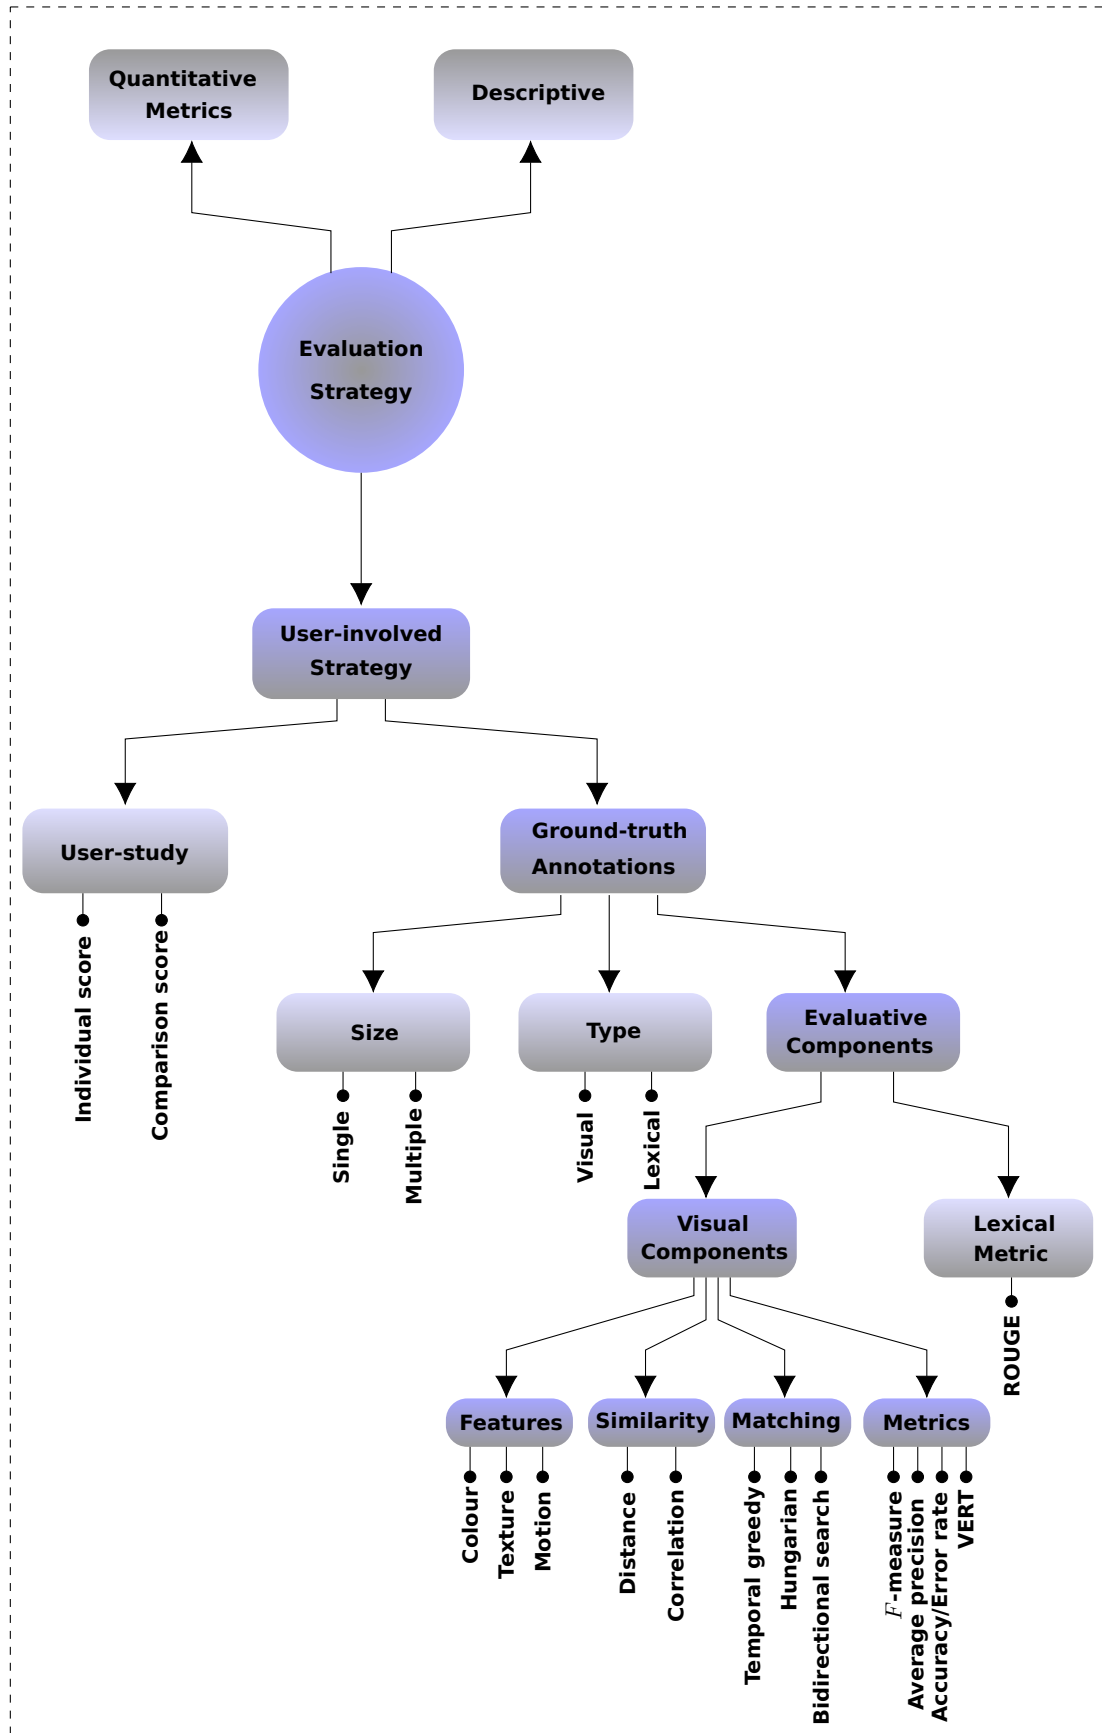 Quantitative
Metrics
Descriptive
Evaluation
Strategy
User-involved
Strategy
User-study
Ground-truth
Annotations
Individual score
Comparison score
Size
Type
Evaluative
Components
Single
Multiple
Visual
Lexical
Visual
Components
Lexical
Metric
ROUGE
Features
Similarity
Matching
Metrics
Colour
Texture
Motion
Distance
Correlation
Temporal greedy
Hungarian
Bidirectional search
F-measure
Average precision
Accuracy/Error rate
VERT